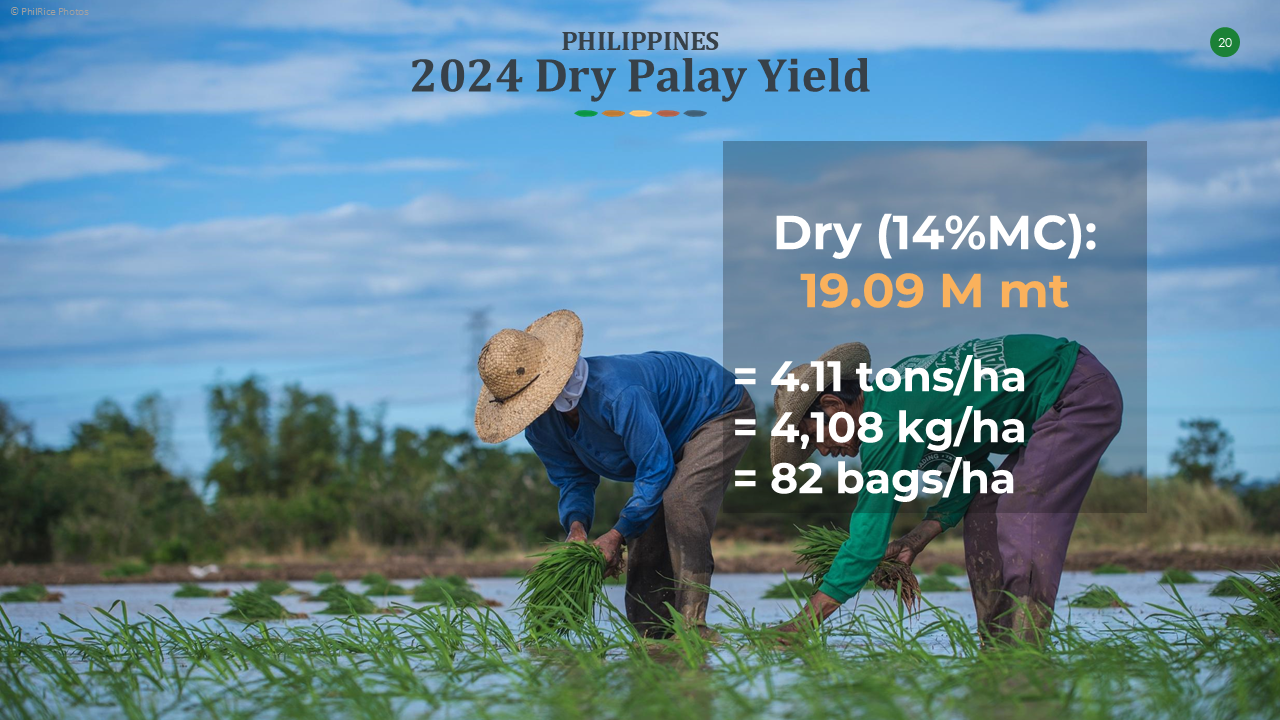 © PhilRice Photos
PHILIPPINES
20
2024 Dry Palay Yield
Dry (14%MC):
19.09 M mt
= 4.11 tons/ha
= 4,108 kg/ha
= 82 bags/ha